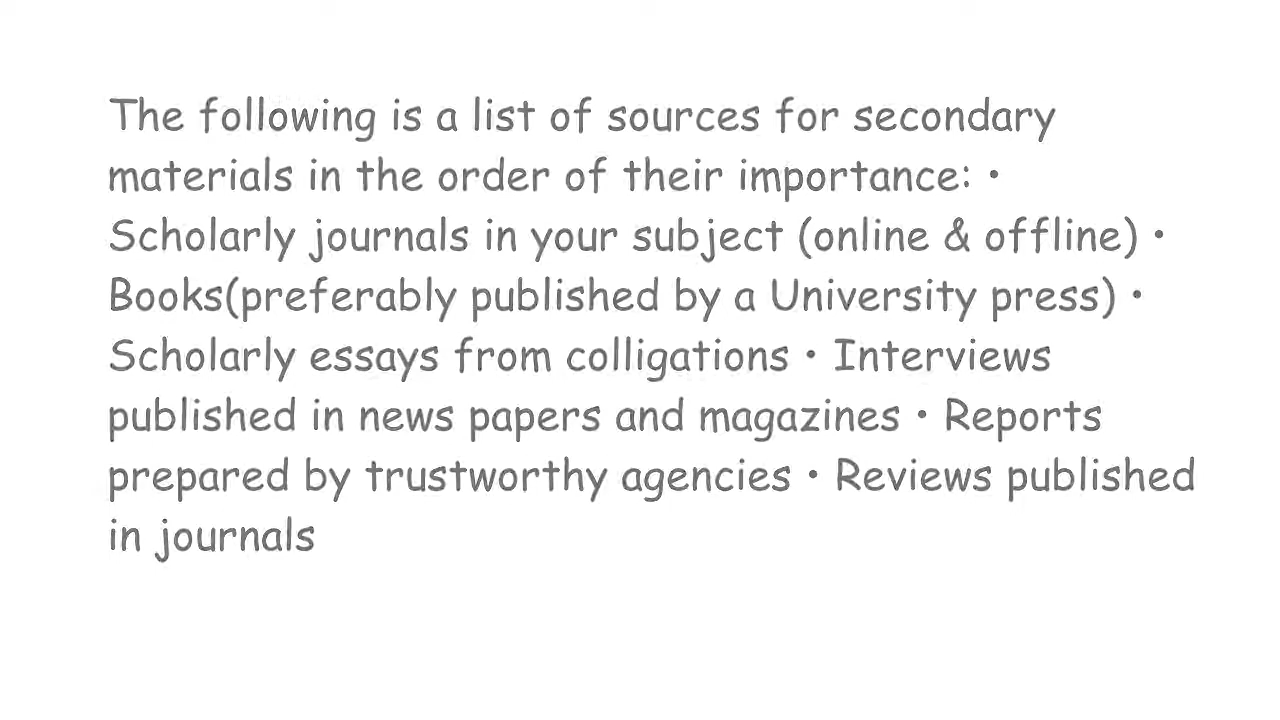 The following is a list of sources for secondary
materials in the order of their importance: •
Scholarly journals in your subject (online & offline) •
Books(preferably published by a University press) •
Scholarly essays from colligations • Interviews
published in news papers and magazines • Reports
prepared by trustworthy agencies • Reviews published
in journals